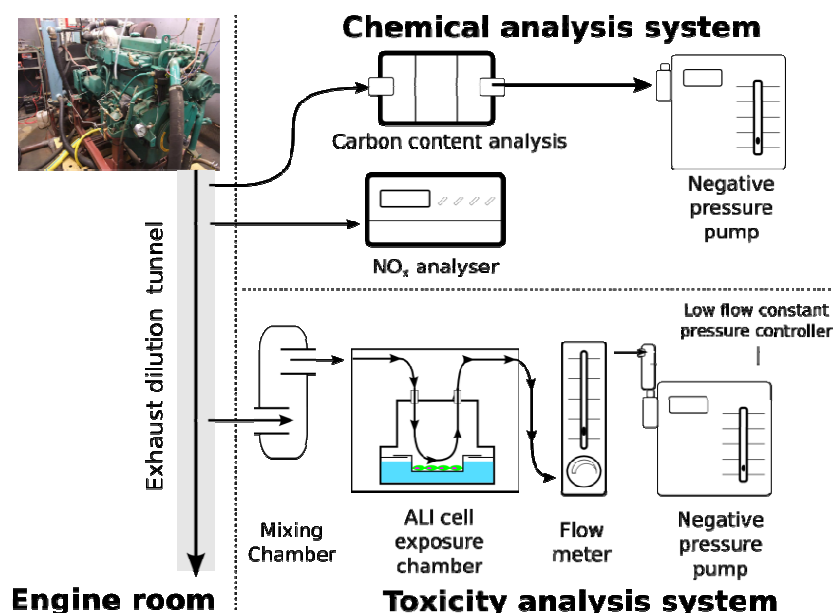 Chemical analysis system
Carbon content analysis
Negative
pressure
pump
NOx analyser
Exhaust dilution tunnel
Low flow constant
pressure controller
Mixing
Chamber
ALI cell
exposure
chamber
Flow
meter
Negative
pressure
pump
Engine room
Toxicity analysis system